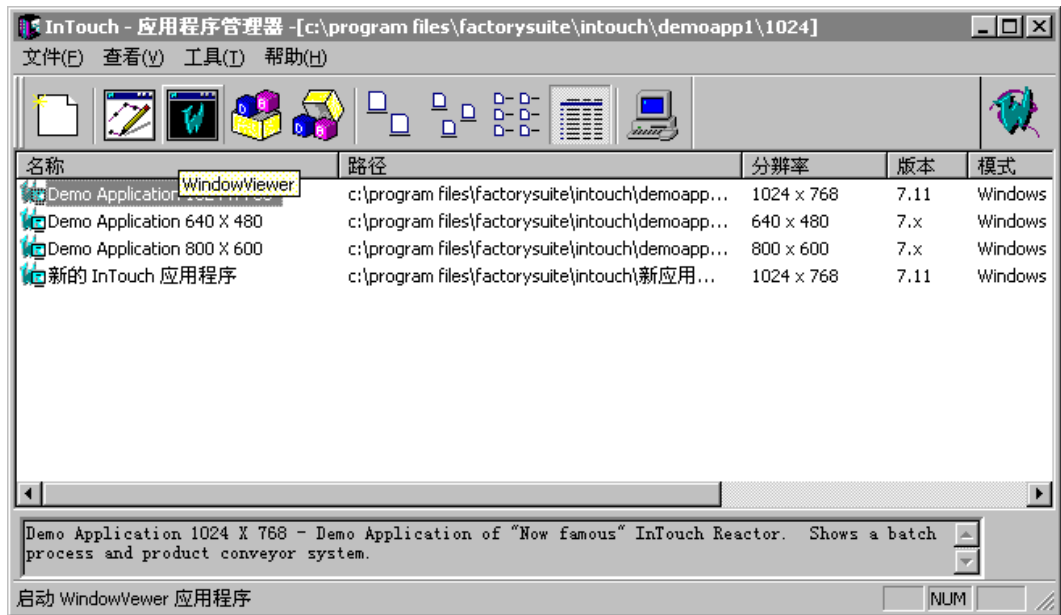 InTouch - 应用程序管理器 -[c:\program files\factorysuite\intouch\demoapp1\1024]
文件(F) 查看(V) 工具(T) 帮助(H)
名称 路径 分辨率 版本 模式
Demo Application c:\program files\factorysuite\intouch\demoapp... 1024 x 768 7.11 Windows
WindowViewer
Demo Application 640 X 480 c:\program files\factorysuite\intouch\demoapp... 640 x 480 7.x Windows
Demo Application 800 X 600 c:\program files\factorysuite\intouch\demoapp... 800 x 600 7.x Windows
新的 InTouch 应用程序 c:\program files\factorysuite\intouch\新应用... 1024 x 768 7.11 Windows
Demo Application 1024 X 768 - Demo Application of "Now famous" InTouch Reactor. Shows a batch
process and product conveyor system.
启动 WindowVewer 应用程序 NUM